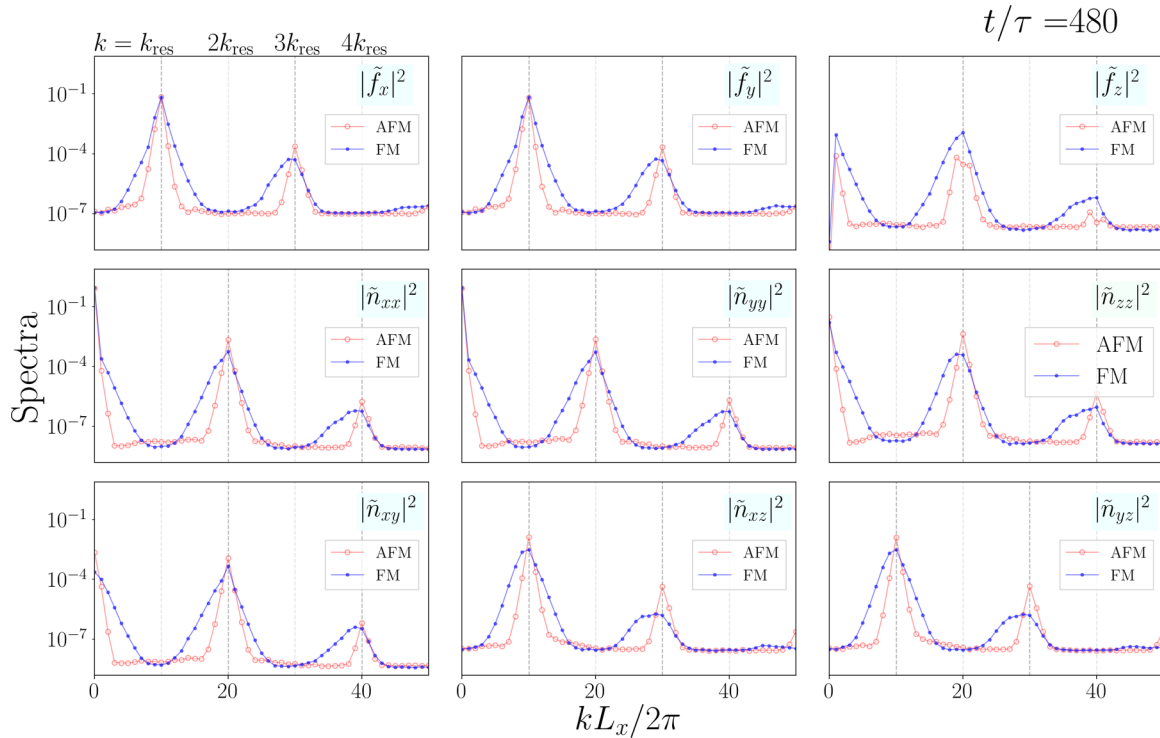 t/τ =480
k = k_res 2k_res 3k_res 4k_res
|f̃_x|² |f̃_y|² |f̃_z|²
AFM AFM AFM
FM FM FM
10⁻¹
10⁻⁴
10⁻⁷
|ñ_xx|² |ñ_yy|² |ñ_zz|²
AFM AFM AFM
FM FM FM
10⁻¹
10⁻⁴
10⁻⁷
Spectra
|ñ_xy|² |ñ_xz|² |ñ_yz|²
AFM AFM AFM
FM FM FM
10⁻¹
10⁻⁴
10⁻⁷
0 20 40 0 20 40 0 20 40
kL_x/2π